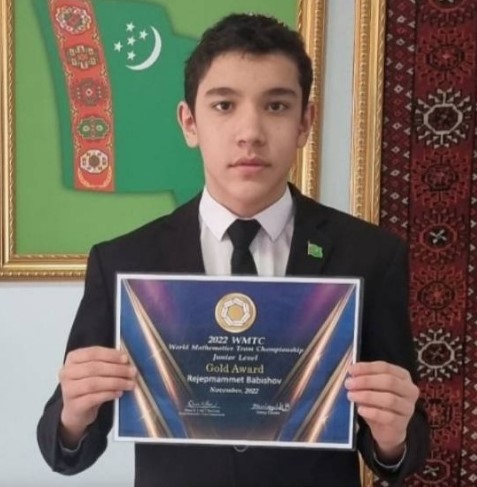 2022 WMTC
World Mathematics Team Championship
Junior Level
Gold Award
Rejepmammet Babishov
November, 2022